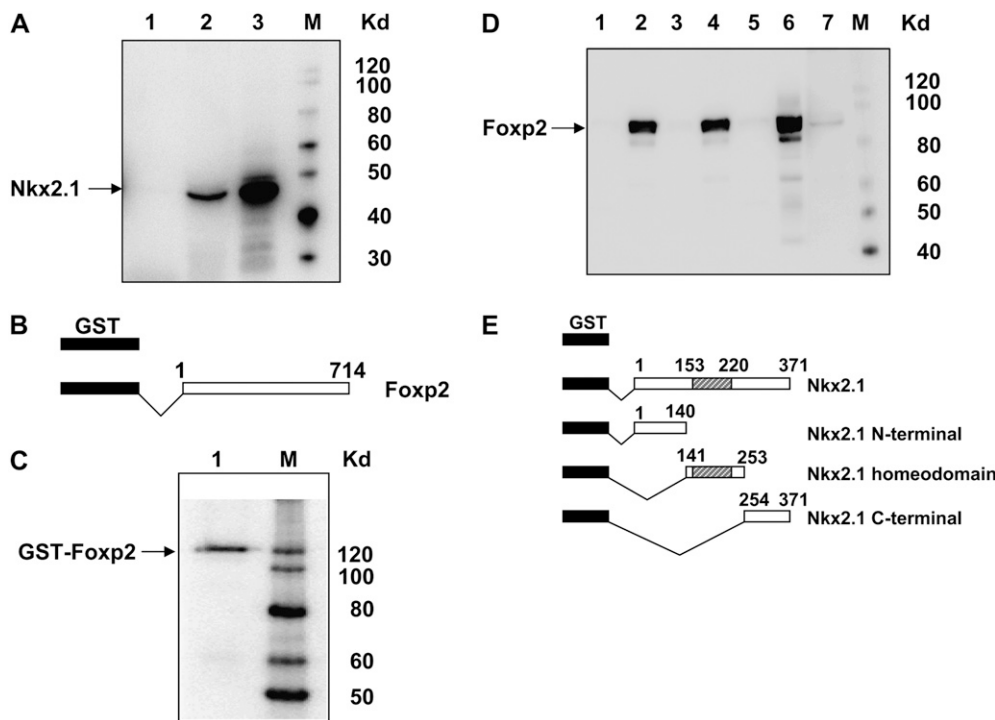 A
1 2 3 M Kd
120
100
80
60
50
40
30
Nkx2.1
B
GST
1 714
Foxp2
C
1 M Kd
GST-Foxp2
120
100
80
60
50
D
1 2 3 4 5 6 7 M Kd
Foxp2
120
100
80
60
50
40
E
GST
1 153 220 371
Nkx2.1
1 140
Nkx2.1 N-terminal
141 253
Nkx2.1 homeodomain
254 371
Nkx2.1 C-terminal